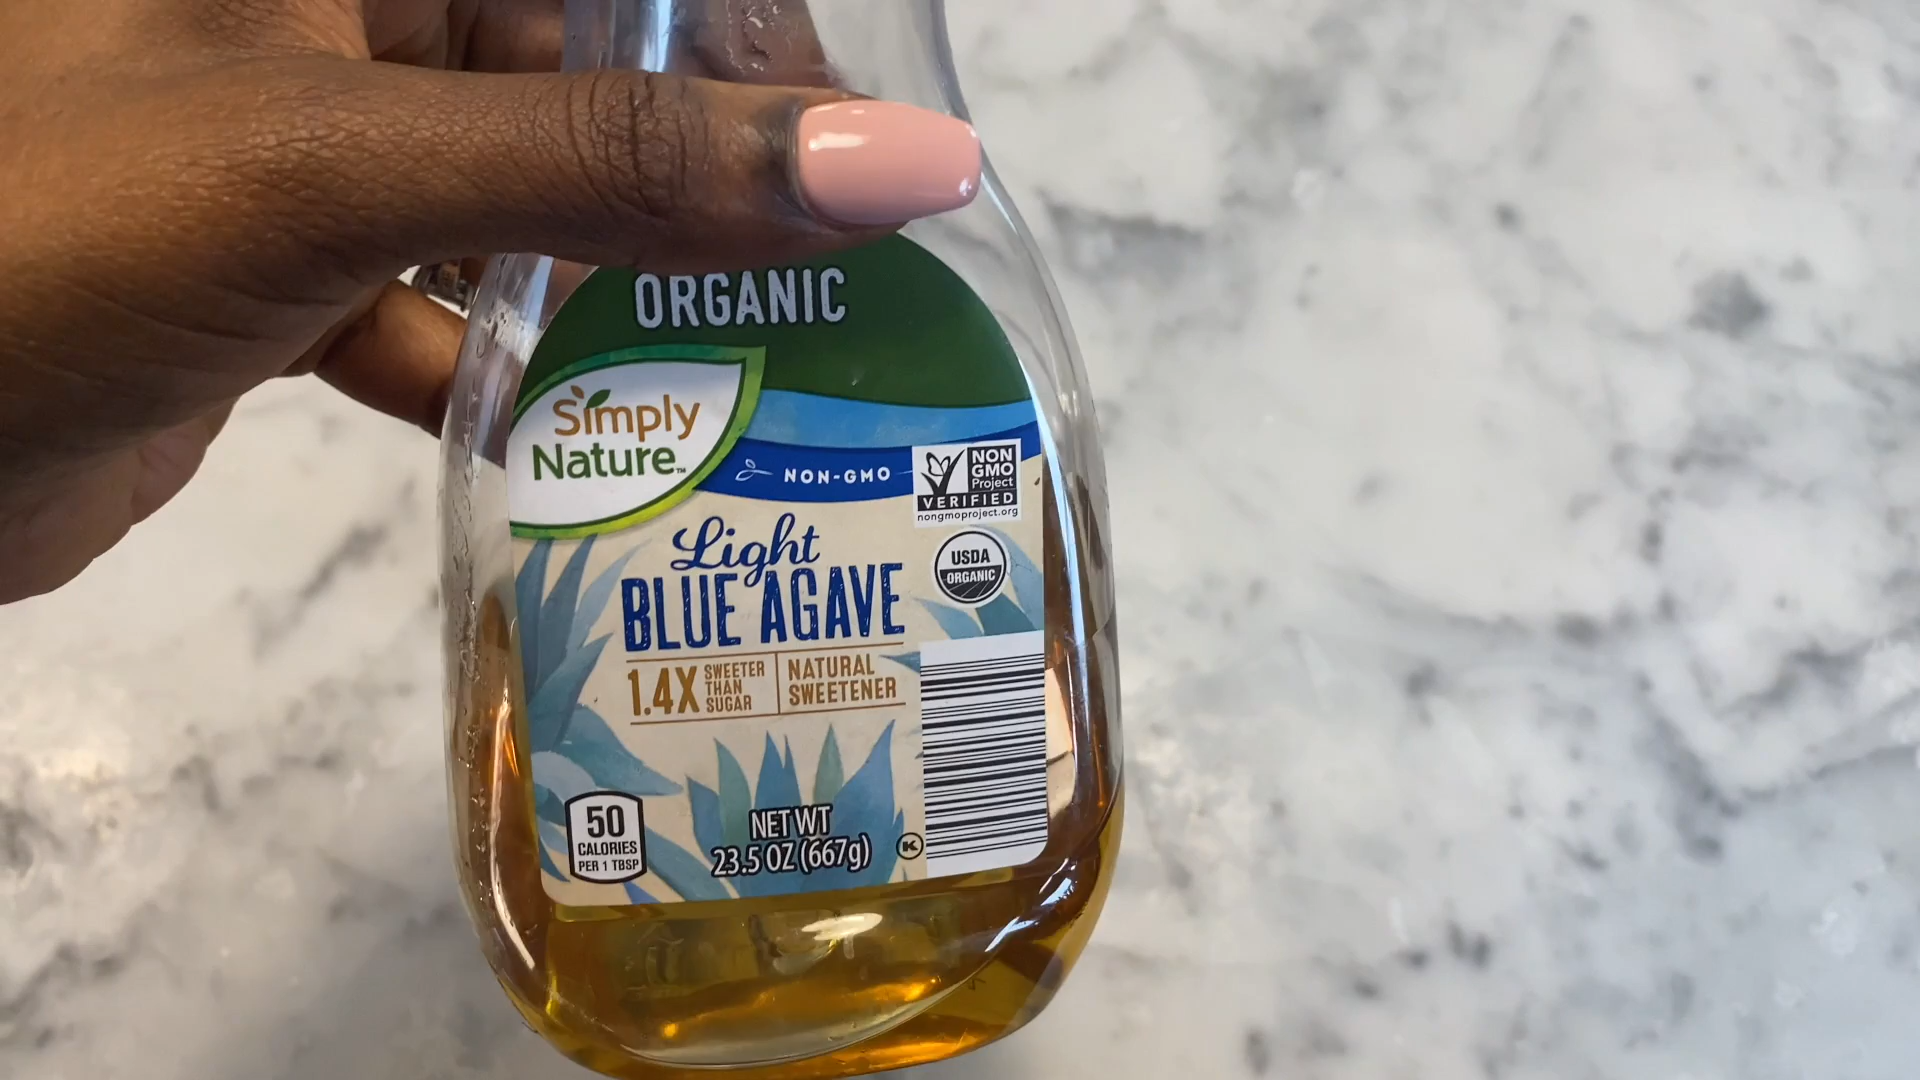 ORGANIC
Simply
Nature™
NON-GMO
NON
GMO
Project
VERIFIED
nongmoproject.org
Light
BLUE AGAVE
USDA
ORGANIC
1.4X SWEETER
THAN
SUGAR
NATURAL
SWEETENER
50
CALORIES
PER 1 TBSP
NET WT
23.5 OZ (667g)
K